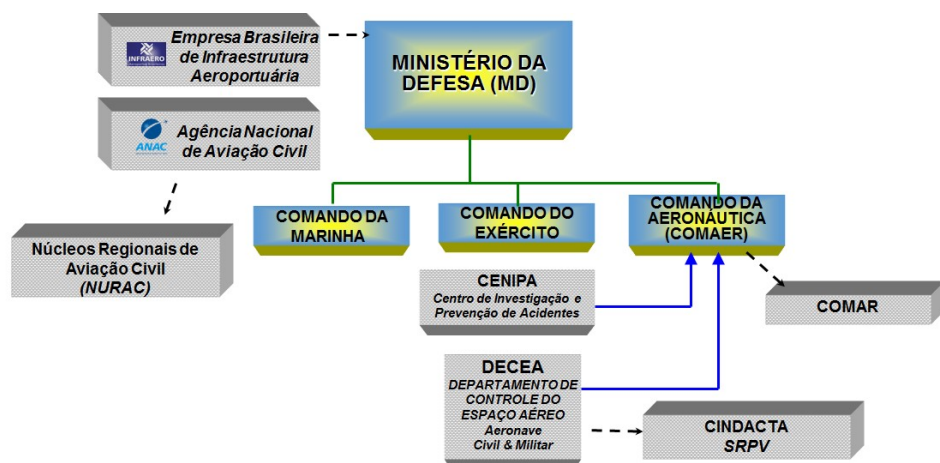 Empresa Brasileira
de Infraestrutura
Aeroportuária
INFRAERO
MINISTÉRIO DA
DEFESA (MD)
Agência Nacional
de Aviação Civil
ANAC
Núcleos Regionais de
Aviação Civil
(NURAC)
COMANDO DA
MARINHA
COMANDO DO
EXÉRCITO
COMANDO DA
AERONÁUTICA
(COMAER)
CENIPA
Centro de Investigação e
Prevenção de Acidentes
COMAR
DECEA
DEPARTAMENTO DE
CONTROLE DO
ESPAÇO AÉREO
Aeronave
Civil & Militar
CINDACTA
SRPV